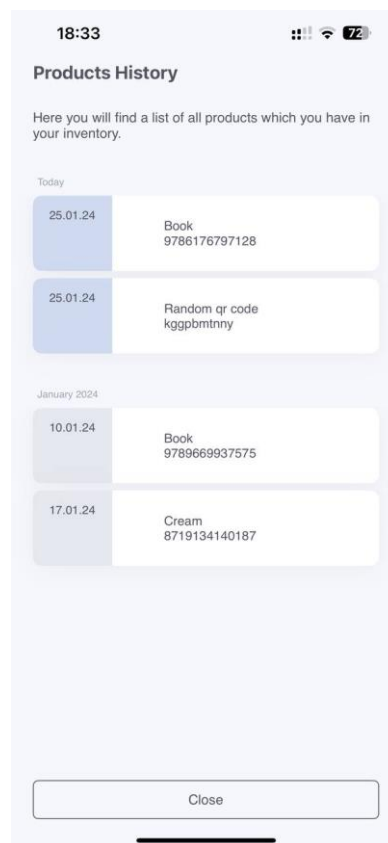 18:33
72
Products History
Here you will find a list of all products which you have in
your inventory.
Today
25.01.24
Book
9786176797128
25.01.24
Random qr code
kggpbmtnny
January 2024
10.01.24
Book
9789669937575
17.01.24
Cream
8719134140187
Close